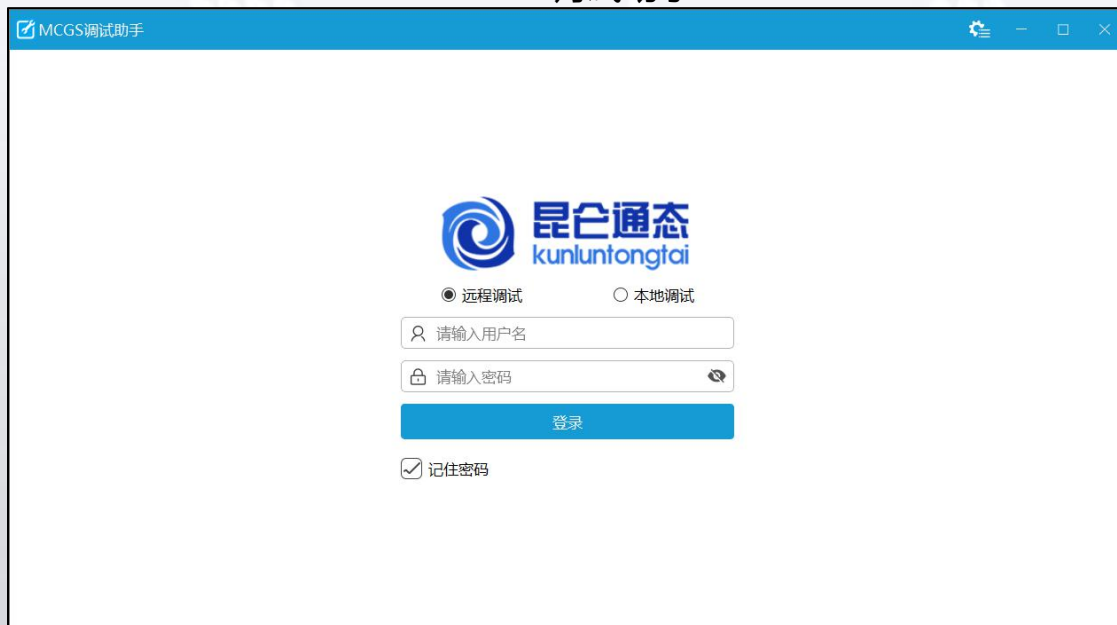 MCGS调试助手
昆仑通态
kunluntongtai
远程调试
本地调试
请输入用户名
请输入密码
登录
记住密码